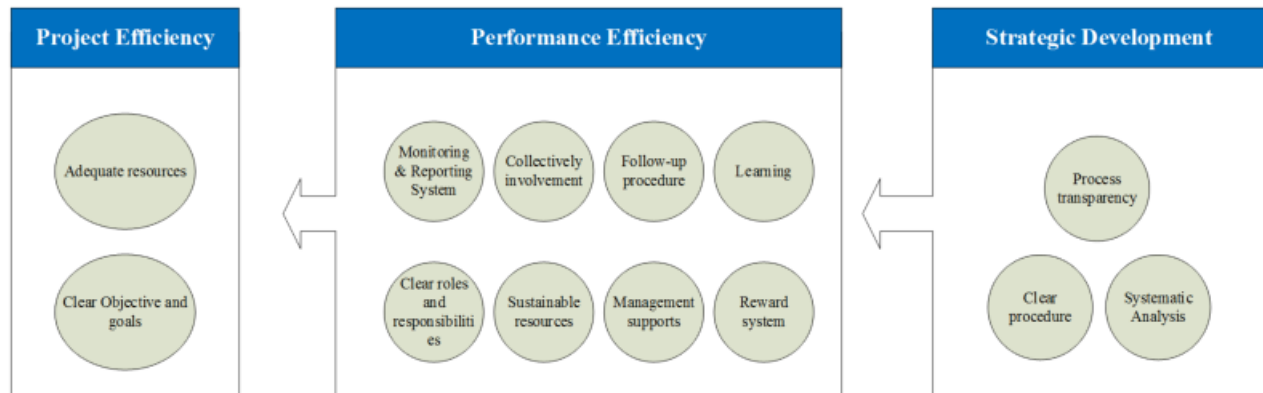 Project Efficiency
Adequate resources
Clear Objective and
goals
Performance Efficiency
Monitoring
& Reporting
System
Collectively
involvement
Follow-up
procedure
Learning
Clear roles
and
responsibiliti
es
Sustainable
resources
Management
supports
Reward
system
Strategic Development
Process
transparency
Clear
procedure
Systematic
Analysis